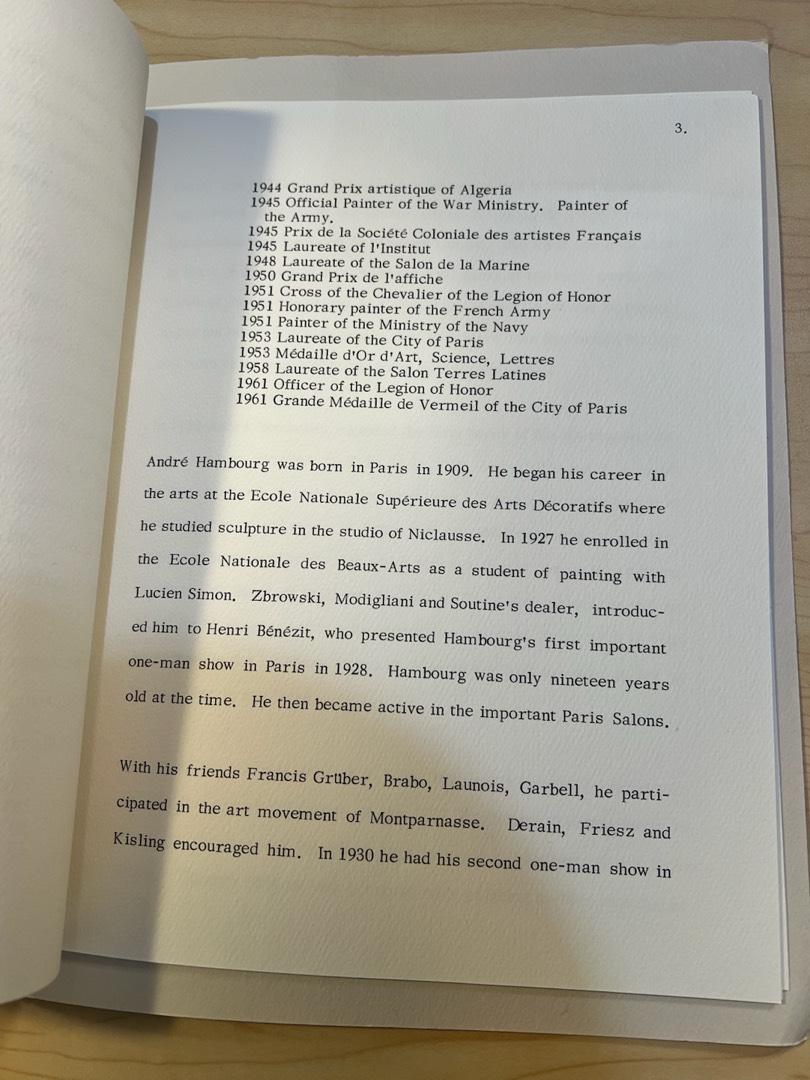 3.
1944 Grand Prix artistique of Algeria
1945 Official Painter of the War Ministry. Painter of
the Army.
1945 Prix de la Société Coloniale des artistes Français
1945 Laureate of l'Institut
1948 Laureate of the Salon de la Marine
1950 Grand Prix de l'affiche
1951 Cross of the Chevalier of the Legion of Honor
1951 Honorary painter of the French Army
1951 Painter of the Ministry of the Navy
1953 Laureate of the City of Paris
1953 Médaille d'Or d'Art, Science, Lettres
1958 Laureate of the Salon Terres Latines
1961 Officer of the Legion of Honor
1961 Grande Médaille de Vermeil of the City of Paris
André Hambourg was born in Paris in 1909. He began his career in
the arts at the Ecole Nationale Supérieure des Arts Décoratifs where
he studied sculpture in the studio of Niclausse. In 1927 he enrolled in
the Ecole Nationale des Beaux-Arts as a student of painting with
Lucien Simon. Zbrowski, Modigliani and Soutine's dealer, introduc-
ed him to Henri Bénézit, who presented Hambourg's first important
one-man show in Paris in 1928. Hambourg was only nineteen years
old at the time. He then became active in the important Paris Salons.
With his friends Francis Grüber, Brabo, Launois, Garbell, he parti-
cipated in the art movement of Montparnasse. Derain, Friesz and
Kisling encouraged him. In 1930 he had his second one-man show in